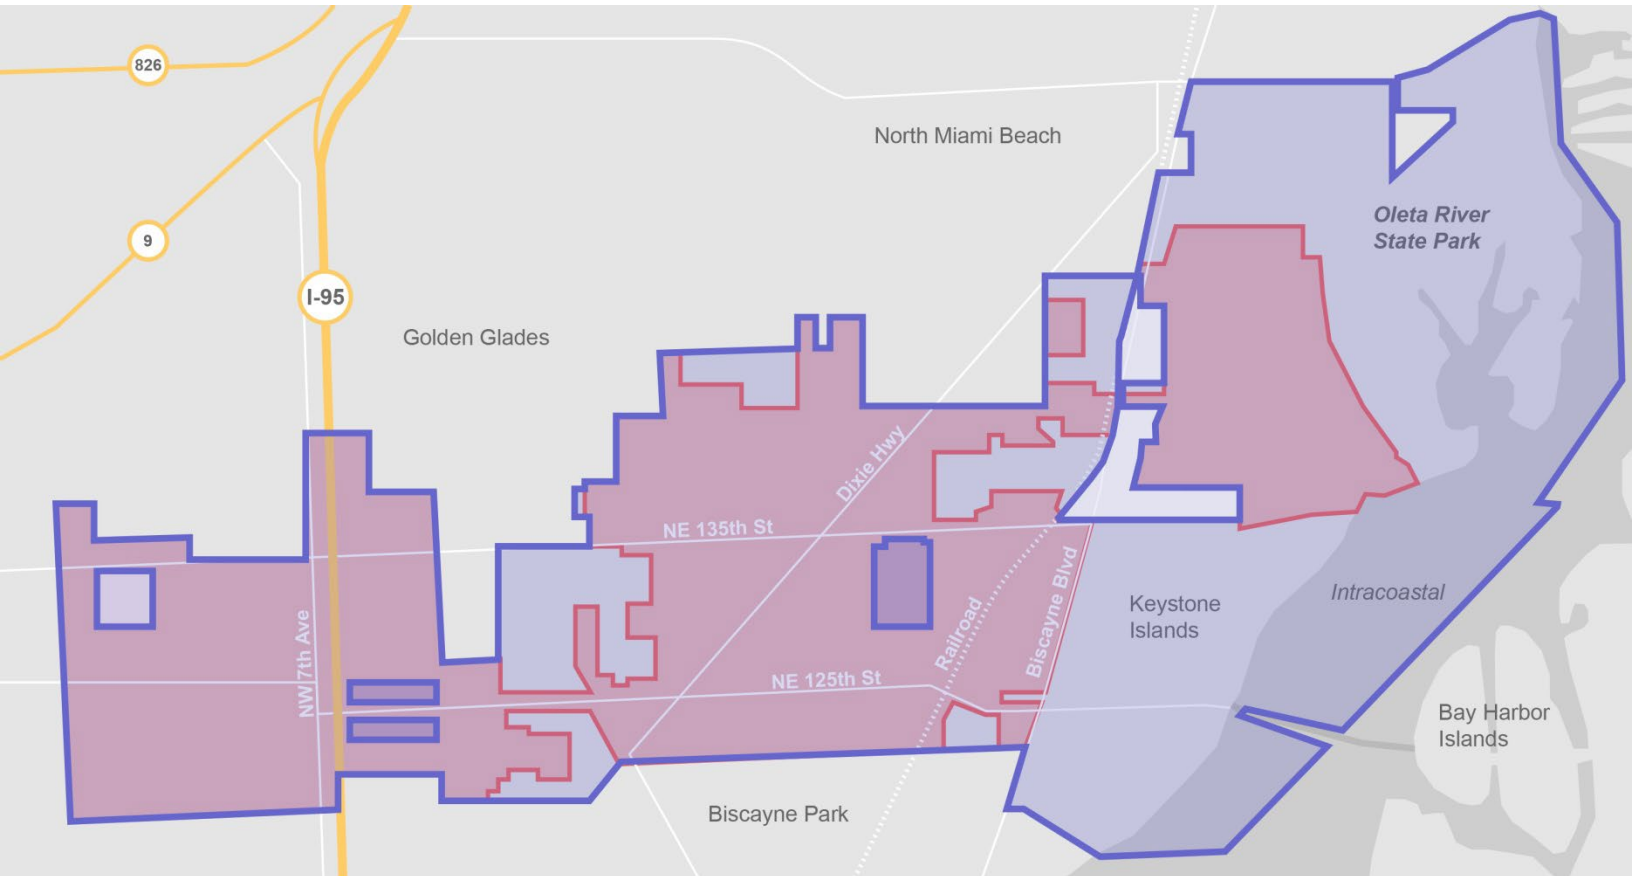 826
North Miami Beach
Oleta River
State Park
9
I-95
Golden Glades
Dixie Hwy
NE 135th St
Biscayne Blvd
Railroad
Keystone
Islands
Intracoastal
NW 7th Ave
NE 125th St
Bay Harbor
Islands
Biscayne Park